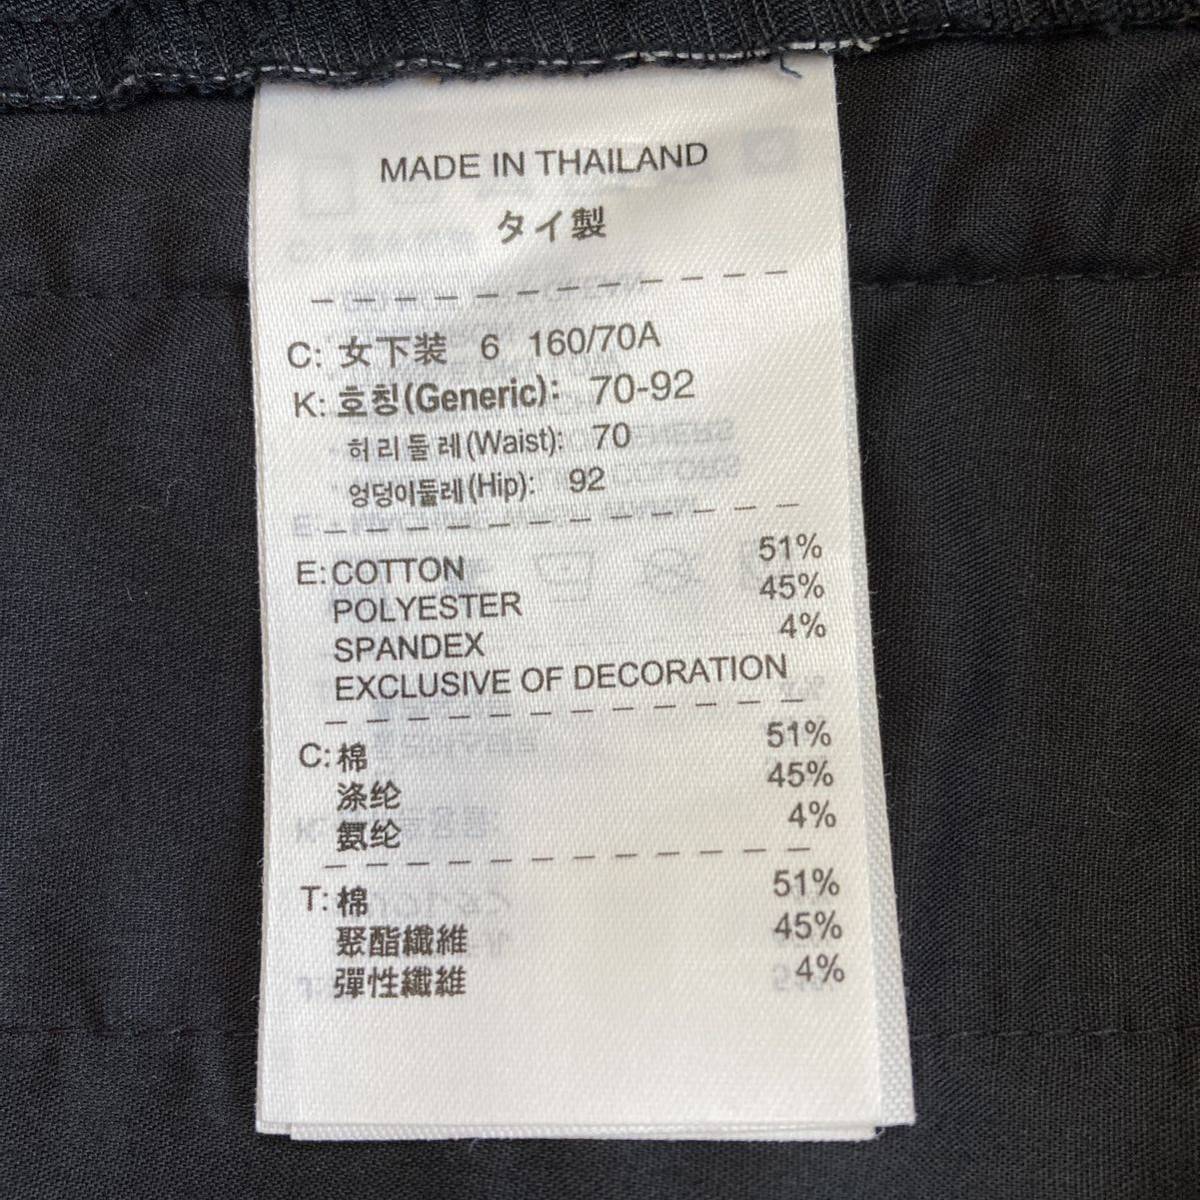 MADE IN THAILAND
タイ製
C: 女下装 6 160/70A
K: 호칭(Generic): 70-92
허리둘레(Waist): 70
엉덩이둘레(Hip): 92
E: COTTON 51%
POLYESTER 45%
SPANDEX 4%
EXCLUSIVE OF DECORATION
C: 棉 51%
涤纶 45%
氨纶 4%
T: 棉 51%
聚酯纖維 45%
彈性纖維 4%